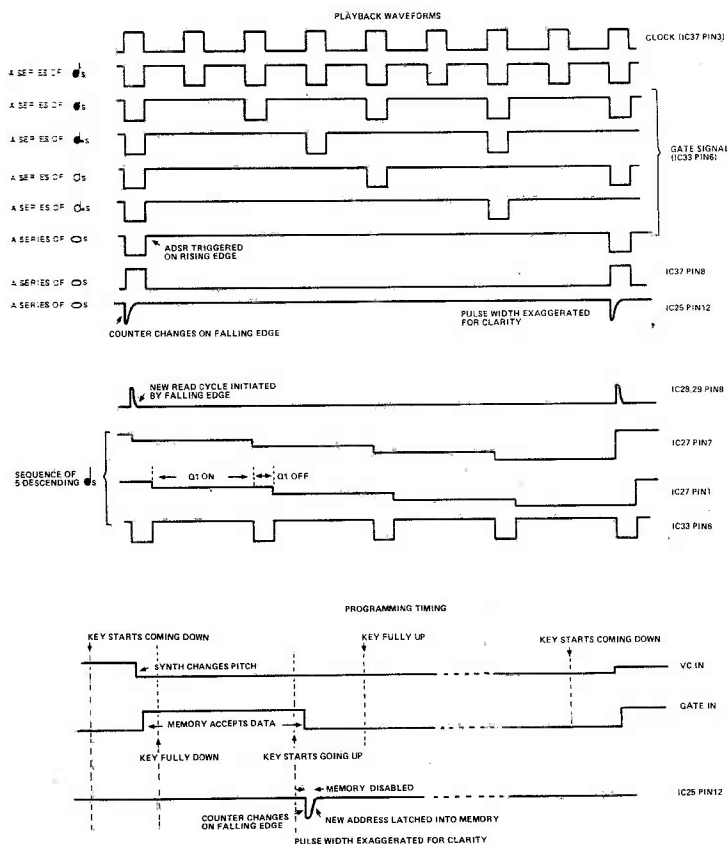 PLAYBACK WAVEFORMS
CLOCK (IC37 PIN3)
A SERIES OF ♪s
A SERIES OF ♩s
A SERIES OF ♩.s
GATE SIGNAL
(IC33 PIN6)
A SERIES OF 𝅗𝅥s
A SERIES OF 𝅗𝅥.s
A SERIES OF 𝅝s
ADSR TRIGGERED
ON RISING EDGE
A SERIES OF 𝅝s
IC37 PIN8
A SERIES OF 𝅝s
PULSE WIDTH EXAGGERATED
FOR CLARITY
IC25 PIN12
COUNTER CHANGES ON FALLING EDGE
NEW READ CYCLE INITIATED
BY FALLING EDGE
IC28,29 PIN8
IC27 PIN7
SEQUENCE OF
5 DESCENDING ♩s
Q1 ON
Q1 OFF
IC27 PIN1
IC33 PIN6
PROGRAMMING TIMING
KEY STARTS COMING DOWN
KEY FULLY UP
KEY STARTS COMING DOWN
SYNTH CHANGES PITCH
VC IN
GATE IN
MEMORY ACCEPTS DATA
KEY FULLY DOWN
KEY STARTS GOING UP
MEMORY DISABLED
IC25 PIN12
COUNTER CHANGES
ON FALLING EDGE
NEW ADDRESS LATCHED INTO MEMORY
PULSE WIDTH EXAGGERATED FOR CLARITY